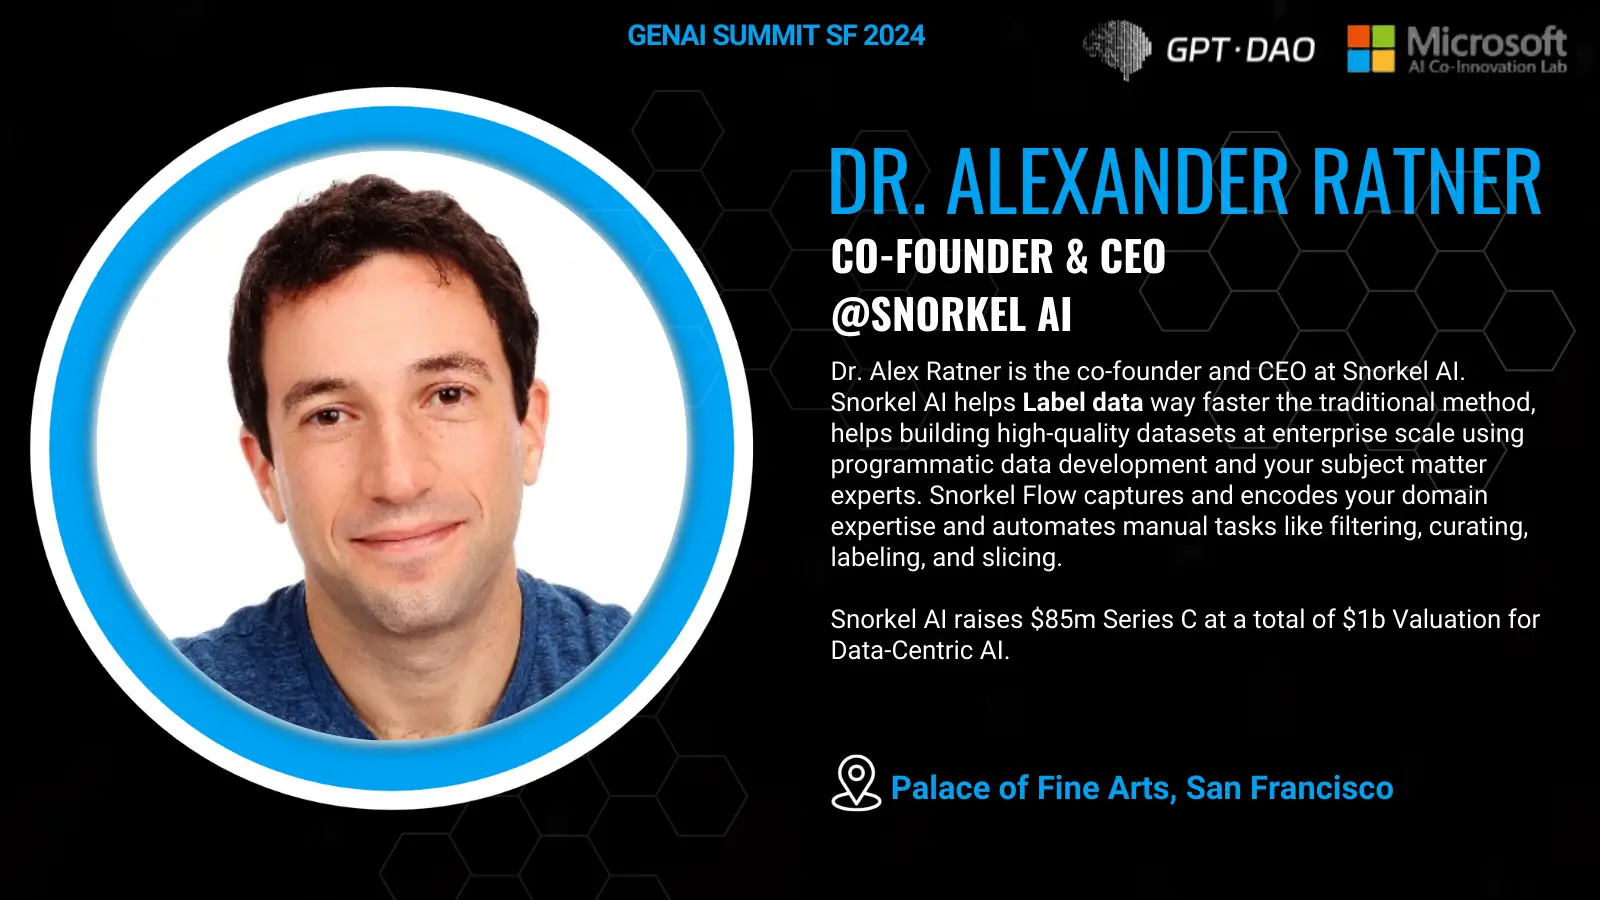 GENAI SUMMIT SF 2024
GPT·DAO
Microsoft
AI Co-Innovation Lab
DR. ALEXANDER RATNER
CO-FOUNDER & CEO
@SNORKEL AI
Dr. Alex Ratner is the co-founder and CEO at Snorkel AI.
Snorkel AI helps Label data way faster the traditional method,
helps building high-quality datasets at enterprise scale using
programmatic data development and your subject matter
experts. Snorkel Flow captures and encodes your domain
expertise and automates manual tasks like filtering, curating,
labeling, and slicing.
Snorkel AI raises $85m Series C at a total of $1b Valuation for
Data-Centric AI.
Palace of Fine Arts, San Francisco